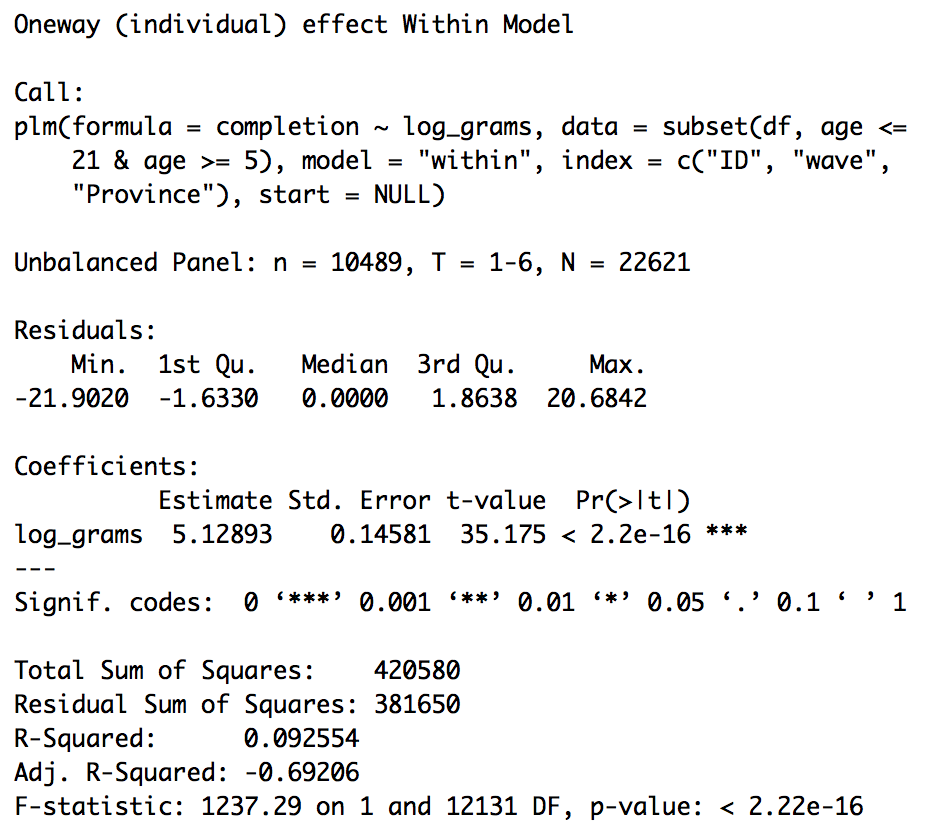 Oneway (individual) effect Within Model
Call:
plm(formula = completion ~ log_grams, data = subset(df, age <=
21 & age >= 5), model = "within", index = c("ID", "wave",
"Province"), start = NULL)
Unbalanced Panel: n = 10489, T = 1-6, N = 22621
Residuals:
Min. 1st Qu. Median 3rd Qu. Max.
-21.9020 -1.6330 0.0000 1.8638 20.6842
Coefficients:
Estimate Std. Error t-value Pr(>|t|)
log_grams 5.12893 0.14581 35.175 < 2.2e-16 ***
---
Signif. codes: 0 ‘***’ 0.001 ‘**’ 0.01 ‘*’ 0.05 ‘.’ 0.1 ‘ ’ 1
Total Sum of Squares: 420580
Residual Sum of Squares: 381650
R-Squared: 0.092554
Adj. R-Squared: -0.69206
F-statistic: 1237.29 on 1 and 12131 DF, p-value: < 2.22e-16